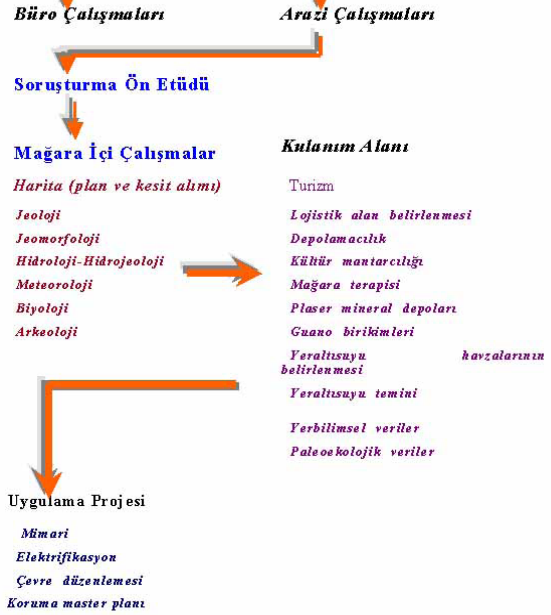 Büro Çalışmaları
Arazi Çalışmaları
Soruşturma Ön Etüdü
Mağara İçi Çalışmalar
Harita (plan ve kesit alımı)
Jeoloji
Jeomorfoloji
Hidroloji-Hidrojeoloji
Meteoroloji
Biyoloji
Arkeoloji
Kulanım Alanı
Turizm
Lojistik alan belirlenmesi
Depolamacılık
Kültür mantarcılığı
Mağara terapisi
Plaser mineral depoları
Guano birikimleri
Yeraltısuyu havzalarının
belirlenmesi
Yeraltısuyu temini
Yerbilimsel veriler
Paleoekolojik veriler
Uygulama Projesi
Mimari
Elektrifikasyon
Çevre düzenlemesi
Koruma master planı